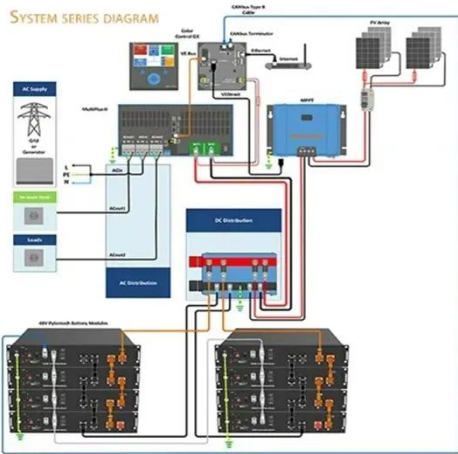 SYSTEM SERIES DIAGRAM
CANbus Type B
Cable
Color
Control GX
CANbus Terminator
VE.Bus
Ethernet
Internet
PV Array
AC Supply
Grid
or
Generator
MultiPlus-II
VEDirect
MPPT
L
PE
N
ACin
Loads
ACout1
ACout2
AC Distribution
DC Distribution
48V Pylontech Battery Modules